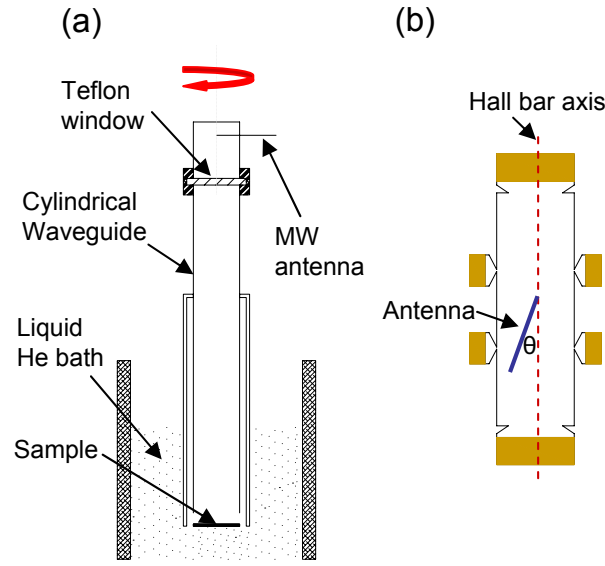 (a)
Teflon
window
Cylindrical
Waveguide
MW
antenna
Liquid
He bath
Sample
(b)
Hall bar axis
Antenna
θ